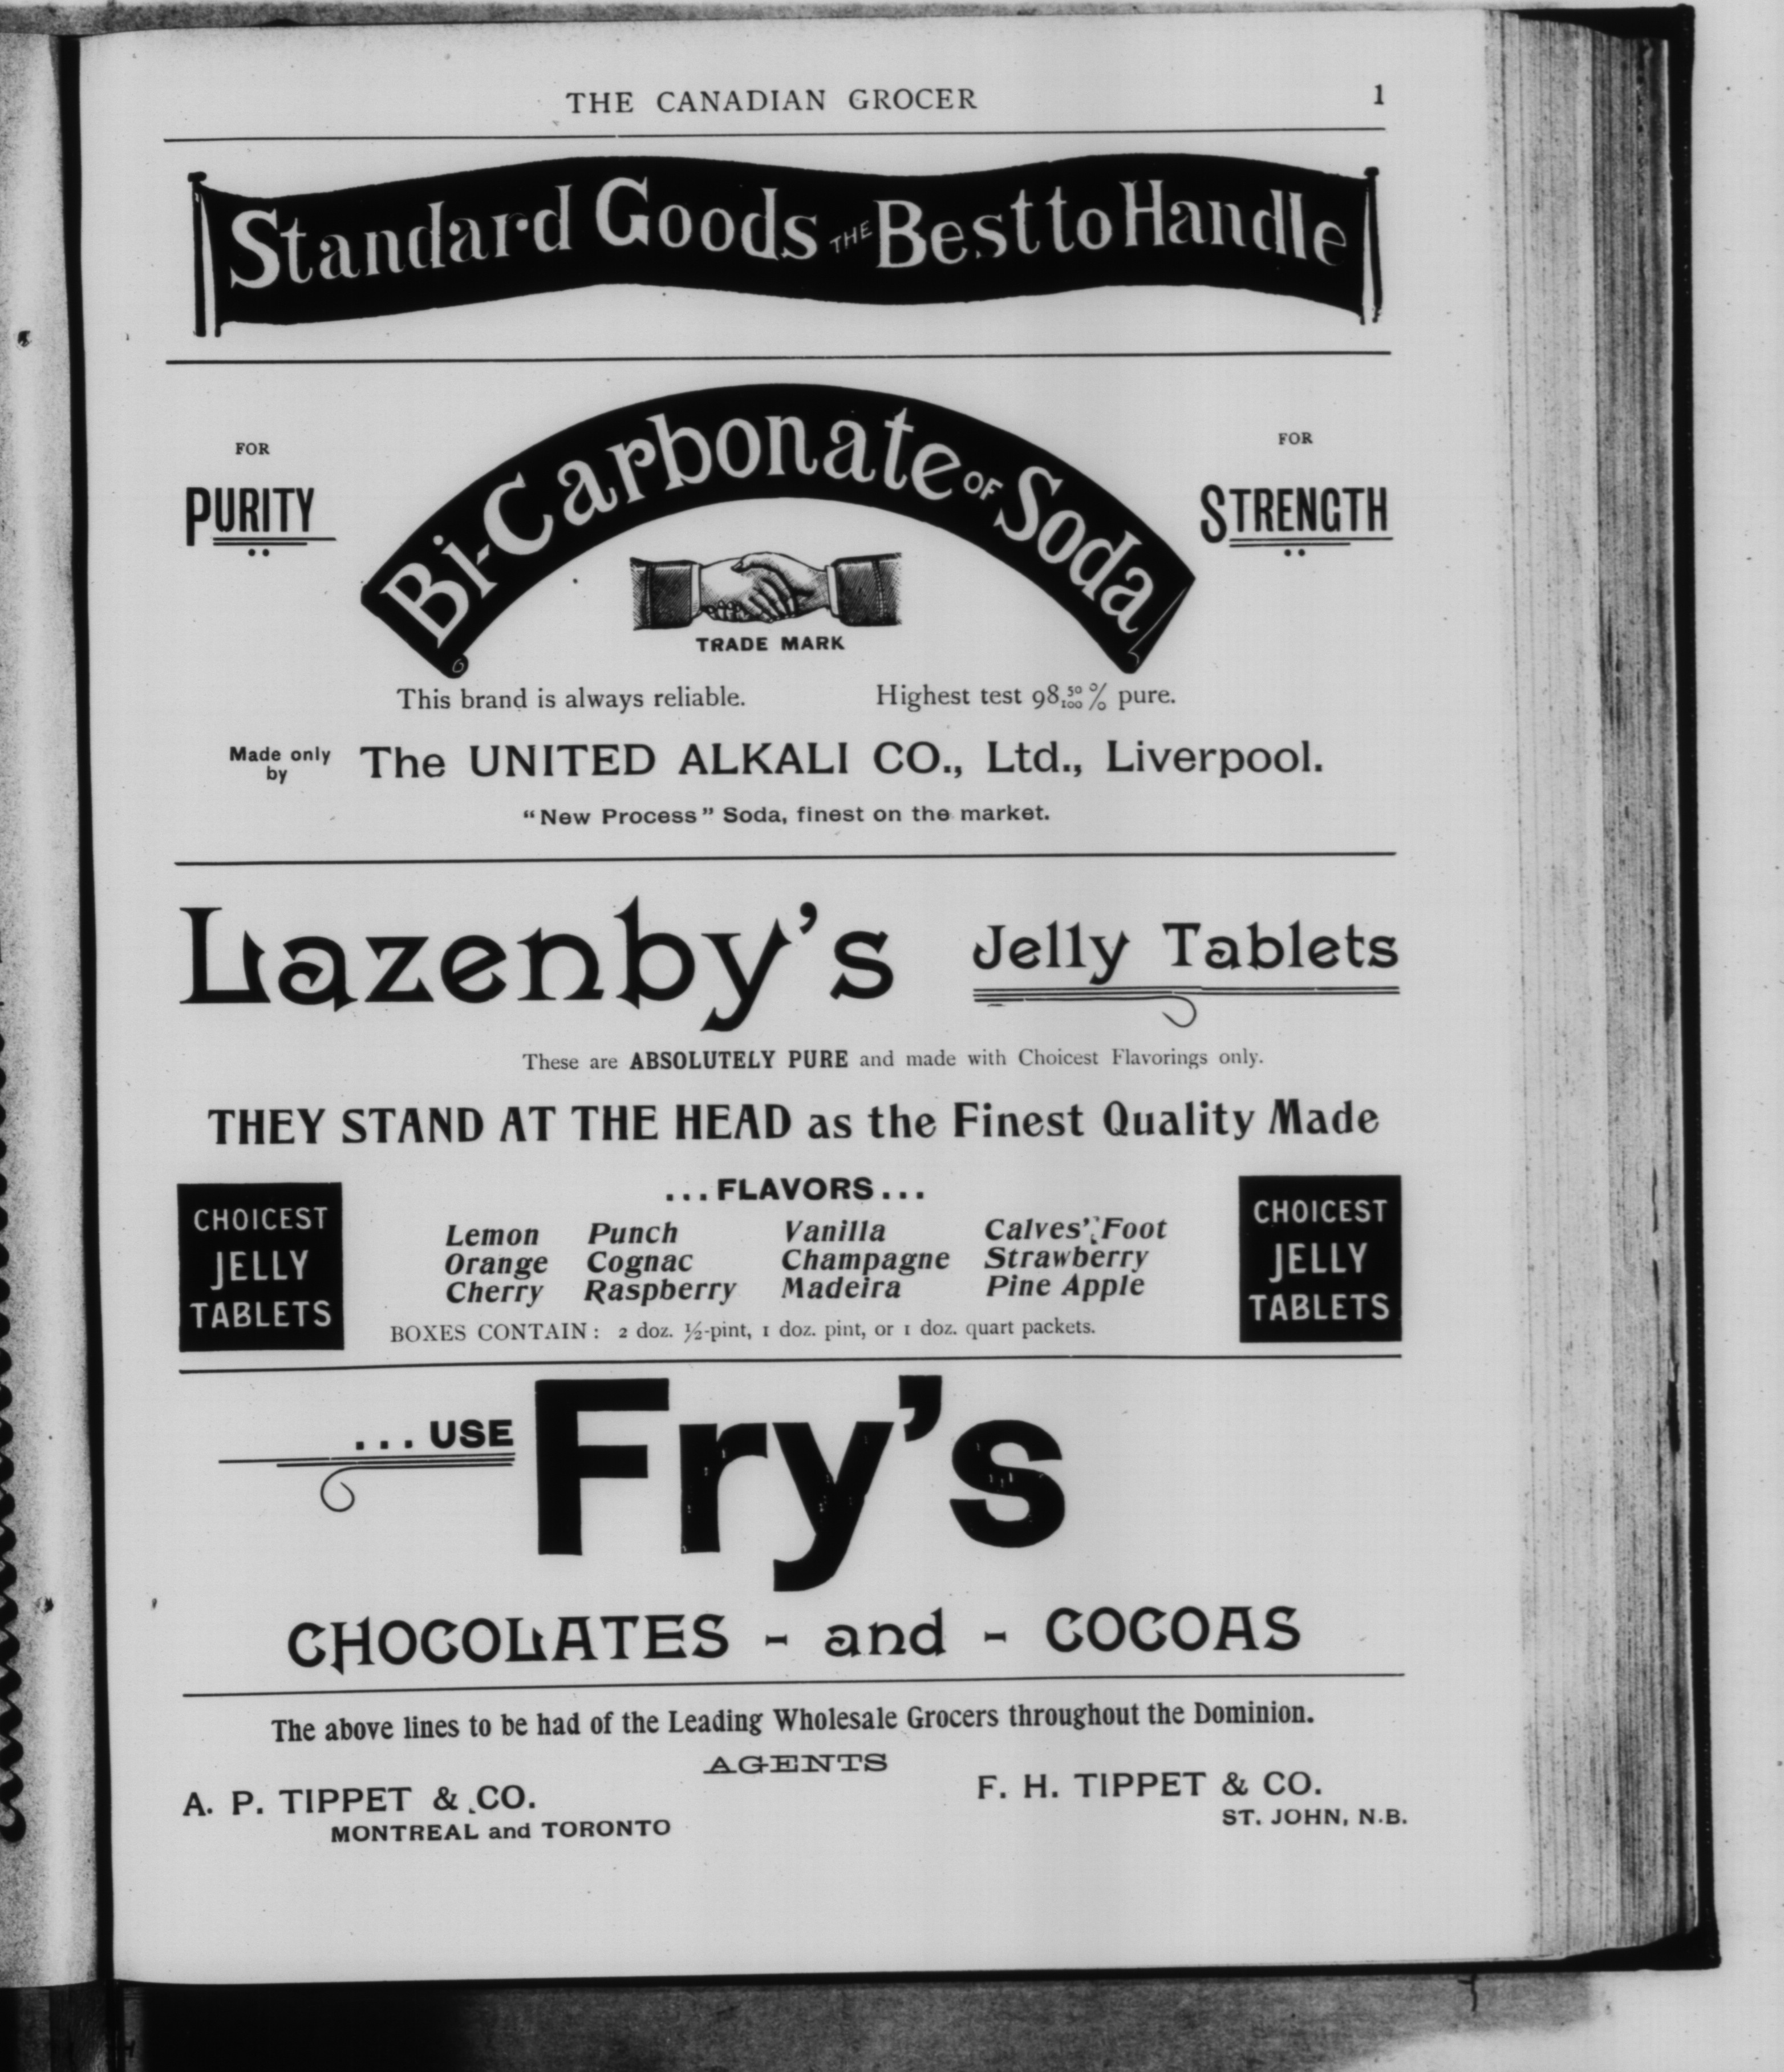 THE CANADIAN GROCER 1
Standard Goods THE Best to Handle
FOR
PURITY
Bi-Carbonate OF Soda
FOR
STRENGTH
TRADE MARK
This brand is always reliable. Highest test 98 50/100 % pure.
Made only by The UNITED ALKALI CO., Ltd., Liverpool.
"New Process" Soda, finest on the market.
Lazenby's Jelly Tablets
These are ABSOLUTELY PURE and made with Choicest Flavorings only.
THEY STAND AT THE HEAD as the Finest Quality Made
CHOICEST
JELLY
TABLETS
...FLAVORS...
Lemon Punch Vanilla Calves' Foot
Orange Cognac Champagne Strawberry
Cherry Raspberry Madeira Pine Apple
BOXES CONTAIN: 2 doz. ½-pint, 1 doz. pint, or 1 doz. quart packets.
CHOICEST
JELLY
TABLETS
...USE Fry's
CHOCOLATES - and - COCOAS
The above lines to be had of the Leading Wholesale Grocers throughout the Dominion.
AGENTS
A. P. TIPPET & CO.
MONTREAL and TORONTO
F. H. TIPPET & CO.
ST. JOHN, N.B.